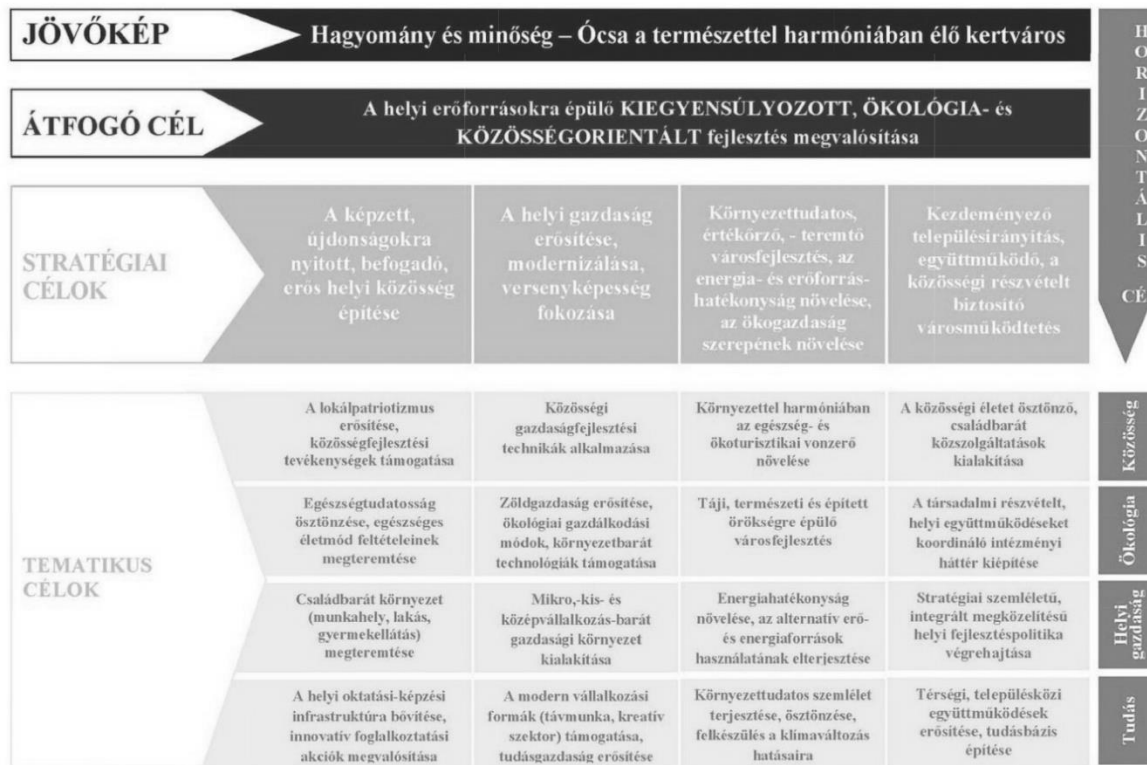 JÖVŐKÉP
Hagyomány és minőség – Ócsa a természettel harmóniában élő kertváros
ÁTFOGÓ CÉL
A helyi erőforrásokra épülő KIEGYENSÚLYOZOTT, ÖKOLÓGIA- és
KÖZÖSSÉGORIENTÁLT fejlesztés megvalósítása
HORIZONTÁLIS
CÉ
STRATÉGIAI
CÉLOK
A képzett,
újdonságokra
nyitott, befogadó,
erős helyi közösség
építése
A helyi gazdaság
erősítése,
modernizálása,
versenyképesség
fokozása
Környezettudatos,
értékőrző, - teremtő
városfejlesztés, az
energia- és erőforrás-
hatékonyság növelése,
az ökogazdaság
szerepének növelése
Kezdeményező
településirányítás,
együttműködó, a
közösségi részvételt
biztosító
városműködtetés
TEMATIKUS
CÉLOK
A lokálpatriotizmus
erősítése,
közösségfejlesztési
tevékenységek támogatása
Közösségi
gazdaságfejlesztési
technikák alkalmazása
Környezettel harmóniában
az egészség- és
ökoturisztikai vonzerő
növelése
A közösségi életet ösztönző,
családbarát
közszolgáltatások
kialakítása
Közösség
Egészségtudatosság
ösztönzése, egészséges
életmód feltételeinek
megteremtése
Zöldgazdaság erősítése,
ökológiai gazdálkodási
módok, környezetbarát
technológiák támogatása
Táji, természeti és épített
örökségre épülő
városfejlesztés
A társadalmi részvételt,
helyi együttműködéseket
koordináló intézményi
háttér kiépítése
Ökológia
Családbarát környezet
(munkahely, lakás,
gyermekellátás)
megteremtése
Mikro,-kis- és
középvállalkozás-barát
gazdasági környezet
kialakítása
Energiahatékonyság
növelése, az alternatív erő-
és energiaforrások
használatának elterjesztése
Stratégiai szemléletű,
integrált megközelítésű
helyi fejlesztéspolitika
végrehajtása
Helyi
gazdaság
A helyi oktatási-képzési
infrastruktúra bővítése,
innovatív foglalkoztatási
akciók megvalósítása
A modern vállalkozási
formák (távmunka, kreatív
szektor) támogatása,
tudásgazdaság erősítése
Környezettudatos szemlélet
terjesztése, ösztönzése,
felkészülés a klímaváltozás
hatásaira
Térségi, településközi
együttműködések
erősítése, tudásbázis
építése
Tudás